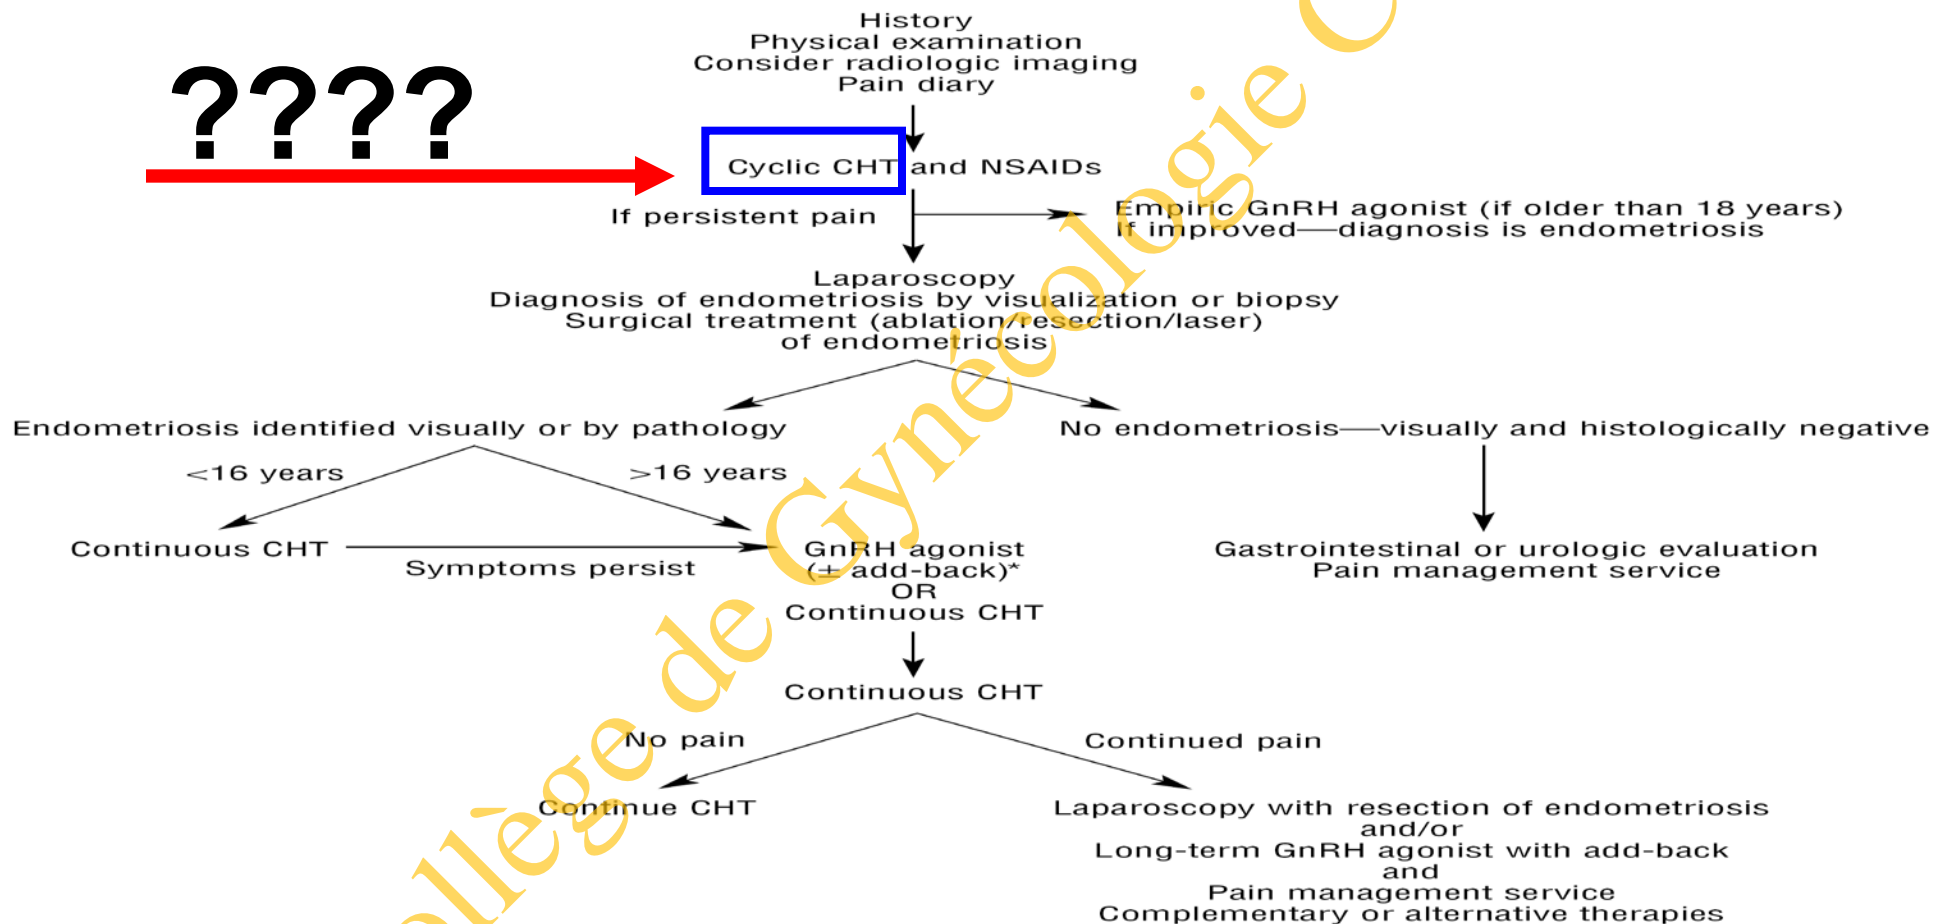 History
Physical examination
Consider radiologic imaging
Pain diary
????
Cyclic CHT and NSAIDs
If persistent pain
Empiric GnRH agonist (if older than 18 years)
If improved—diagnosis is endometriosis
Laparoscopy
Diagnosis of endometriosis by visualization or biopsy
Surgical treatment (ablation/resection/laser)
of endometriosis
Endometriosis identified visually or by pathology
No endometriosis—visually and histologically negative
<16 years
>16 years
Continuous CHT
Symptoms persist
GnRH agonist
(± add-back)*
OR
Continuous CHT
Gastrointestinal or urologic evaluation
Pain management service
Continuous CHT
No pain
Continued pain
Continue CHT
Laparoscopy with resection of endometriosis
and/or
Long-term GnRH agonist with add-back
and
Pain management service
Complementary or alternative therapies
ollège de Gynécologie C